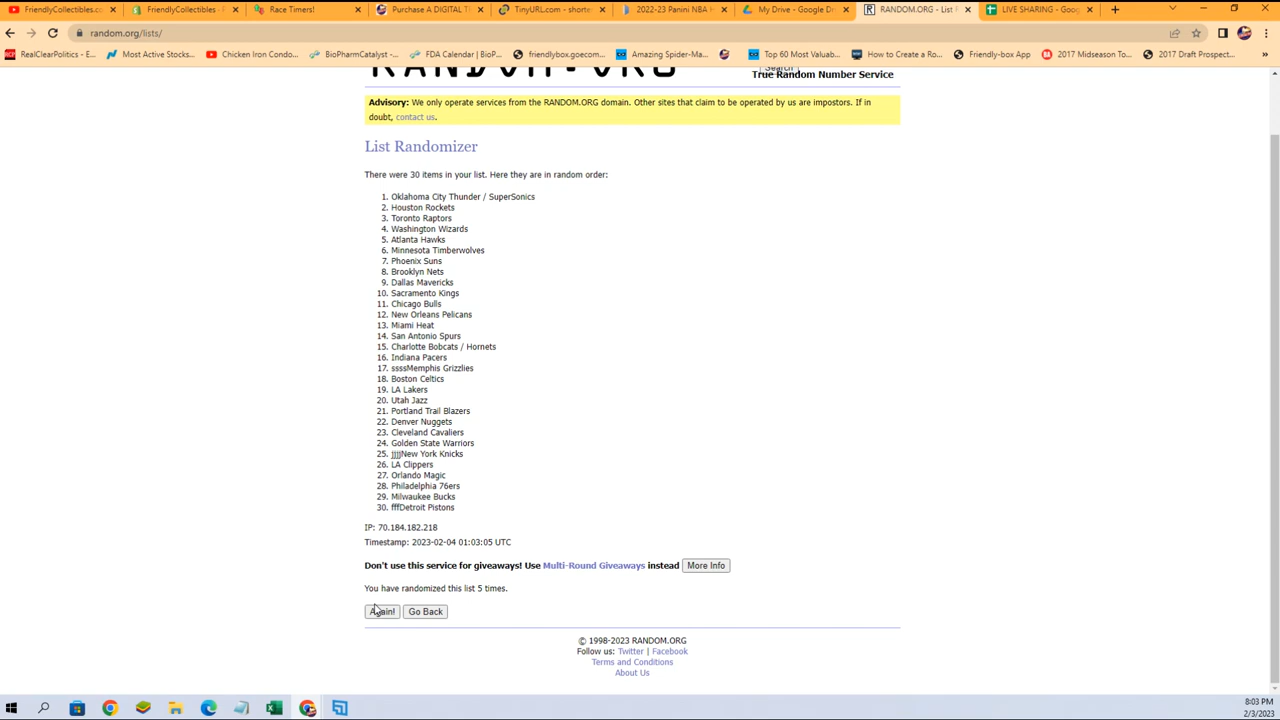 FriendlyCollectibles.co
FriendlyCollectibles - F
Race Timers!
Purchase A DIGITAL T
TinyURL.com - shorte
2022-23 Panini NBA
My Drive - Google Dr
RANDOM.ORG - List
LIVE SHARING - Goog
random.org/lists/
RealClearPolitics - E...
Most Active Stocks...
Chicken Iron Condo...
BioPharmCatalyst -...
FDA Calendar | BioP...
friendlybox.goecom...
Amazing Spider-Ma...
Top 60 Most Valuab...
How to Create a Ro...
Friendly-box App
2017 Midseason To...
2017 Draft Prospect...
RANDOM.ORG
Search
True Random Number Service
Advisory: We only operate services from the RANDOM.ORG domain. Other sites that claim to be operated by us are impostors. If in
doubt, contact us.
List Randomizer
There were 30 items in your list. Here they are in random order:
1. Oklahoma City Thunder / SuperSonics
2. Houston Rockets
3. Toronto Raptors
4. Washington Wizards
5. Atlanta Hawks
6. Minnesota Timberwolves
7. Phoenix Suns
8. Brooklyn Nets
9. Dallas Mavericks
10. Sacramento Kings
11. Chicago Bulls
12. New Orleans Pelicans
13. Miami Heat
14. San Antonio Spurs
15. Charlotte Bobcats / Hornets
16. Indiana Pacers
17. ssssMemphis Grizzlies
18. Boston Celtics
19. LA Lakers
20. Utah Jazz
21. Portland Trail Blazers
22. Denver Nuggets
23. Cleveland Cavaliers
24. Golden State Warriors
25. jjjjNew York Knicks
26. LA Clippers
27. Orlando Magic
28. Philadelphia 76ers
29. Milwaukee Bucks
30. fffDetroit Pistons
IP: 70.184.182.218
Timestamp: 2023-02-04 01:03:05 UTC
Don't use this service for giveaways! Use Multi-Round Giveaways instead More Info
You have randomized this list 5 times.
Again! Go Back
© 1998-2023 RANDOM.ORG
Follow us: Twitter | Facebook
Terms and Conditions
About Us
8:03 PM
2/3/2023